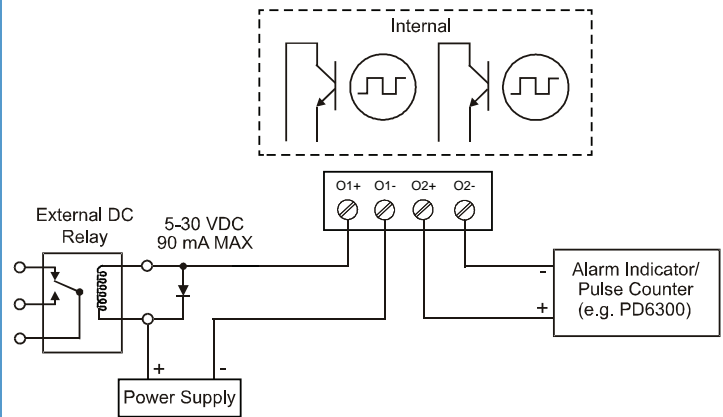 Internal
O1+ O1- O2+ O2-
External DC
Relay
5-30 VDC
90 mA MAX
Alarm Indicator/
Pulse Counter
(e.g. PD6300)
-
+
+ -
Power Supply